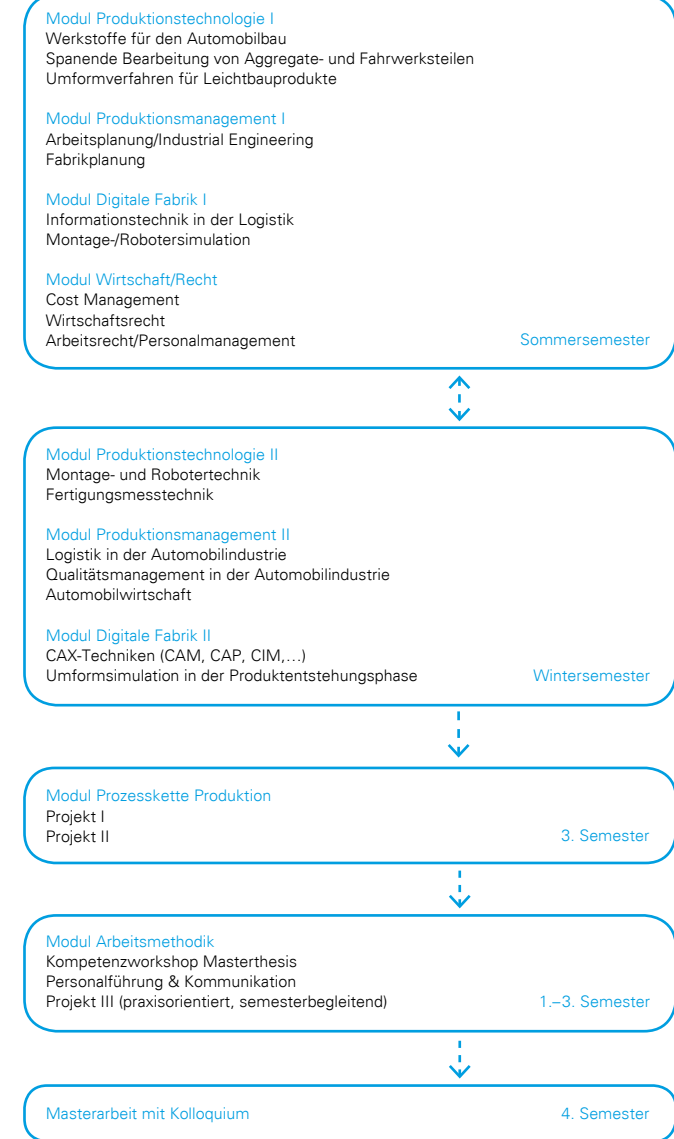 Modul Produktionstechnologie I
Werkstoffe für den Automobilbau
Spanende Bearbeitung von Aggregate- und Fahrwerksteilen
Umformverfahren für Leichtbauprodukte
Modul Produktionsmanagement I
Arbeitsplanung/Industrial Engineering
Fabrikplanung
Modul Digitale Fabrik I
Informationstechnik in der Logistik
Montage-/Robotersimulation
Modul Wirtschaft/Recht
Cost Management
Wirtschaftsrecht
Arbeitsrecht/Personalmanagement
Sommersemester
Modul Produktionstechnologie II
Montage- und Robotertechnik
Fertigungsmesstechnik
Modul Produktionsmanagement II
Logistik in der Automobilindustrie
Qualitätsmanagement in der Automobilindustrie
Automobilwirtschaft
Modul Digitale Fabrik II
CAX-Techniken (CAM, CAP, CIM,…)
Umformsimulation in der Produktentstehungsphase
Wintersemester
Modul Prozesskette Produktion
Projekt I
Projekt II
3. Semester
Modul Arbeitsmethodik
Kompetenzworkshop Masterthesis
Personalführung & Kommunikation
Projekt III (praxisorientiert, semesterbegleitend)
1.–3. Semester
Masterarbeit mit Kolloquium
4. Semester